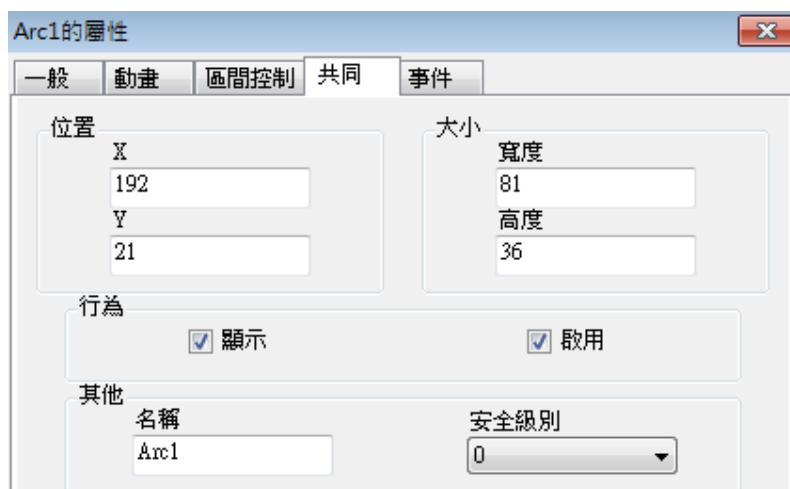 Arc1的屬性
一般 動畫 區間控制 共同 事件
位置 大小
X 寬度
192 81
Y 高度
21 36
行為
顯示 啟用
其他
名稱 安全級別
Arc1 0